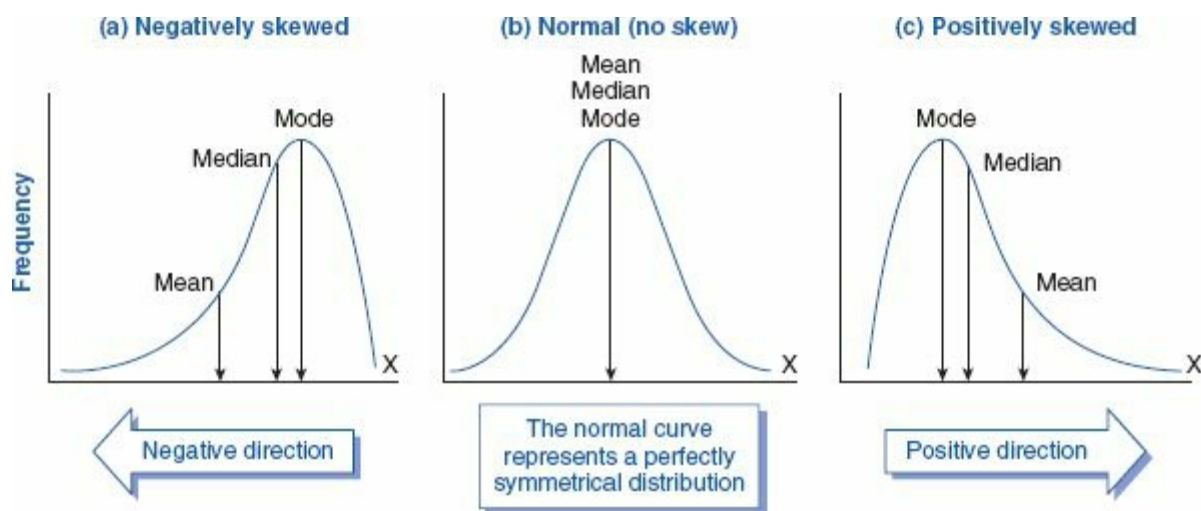 (a) Negatively skewed
Frequency
Mode
Median
Mean
X
Negative direction
(b) Normal (no skew)
Mean
Median
Mode
The normal curve
represents a perfectly
symmetrical distribution
(c) Positively skewed
Mode
Median
Mean
X
Positive direction